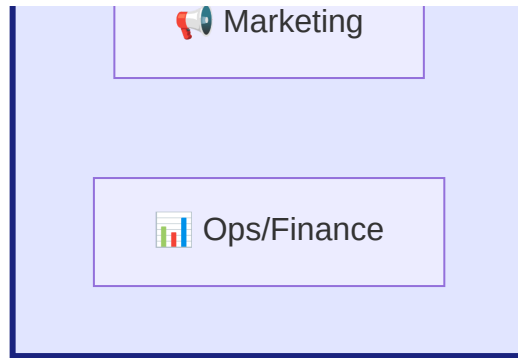 📢 Marketing
📊 Ops/Finance